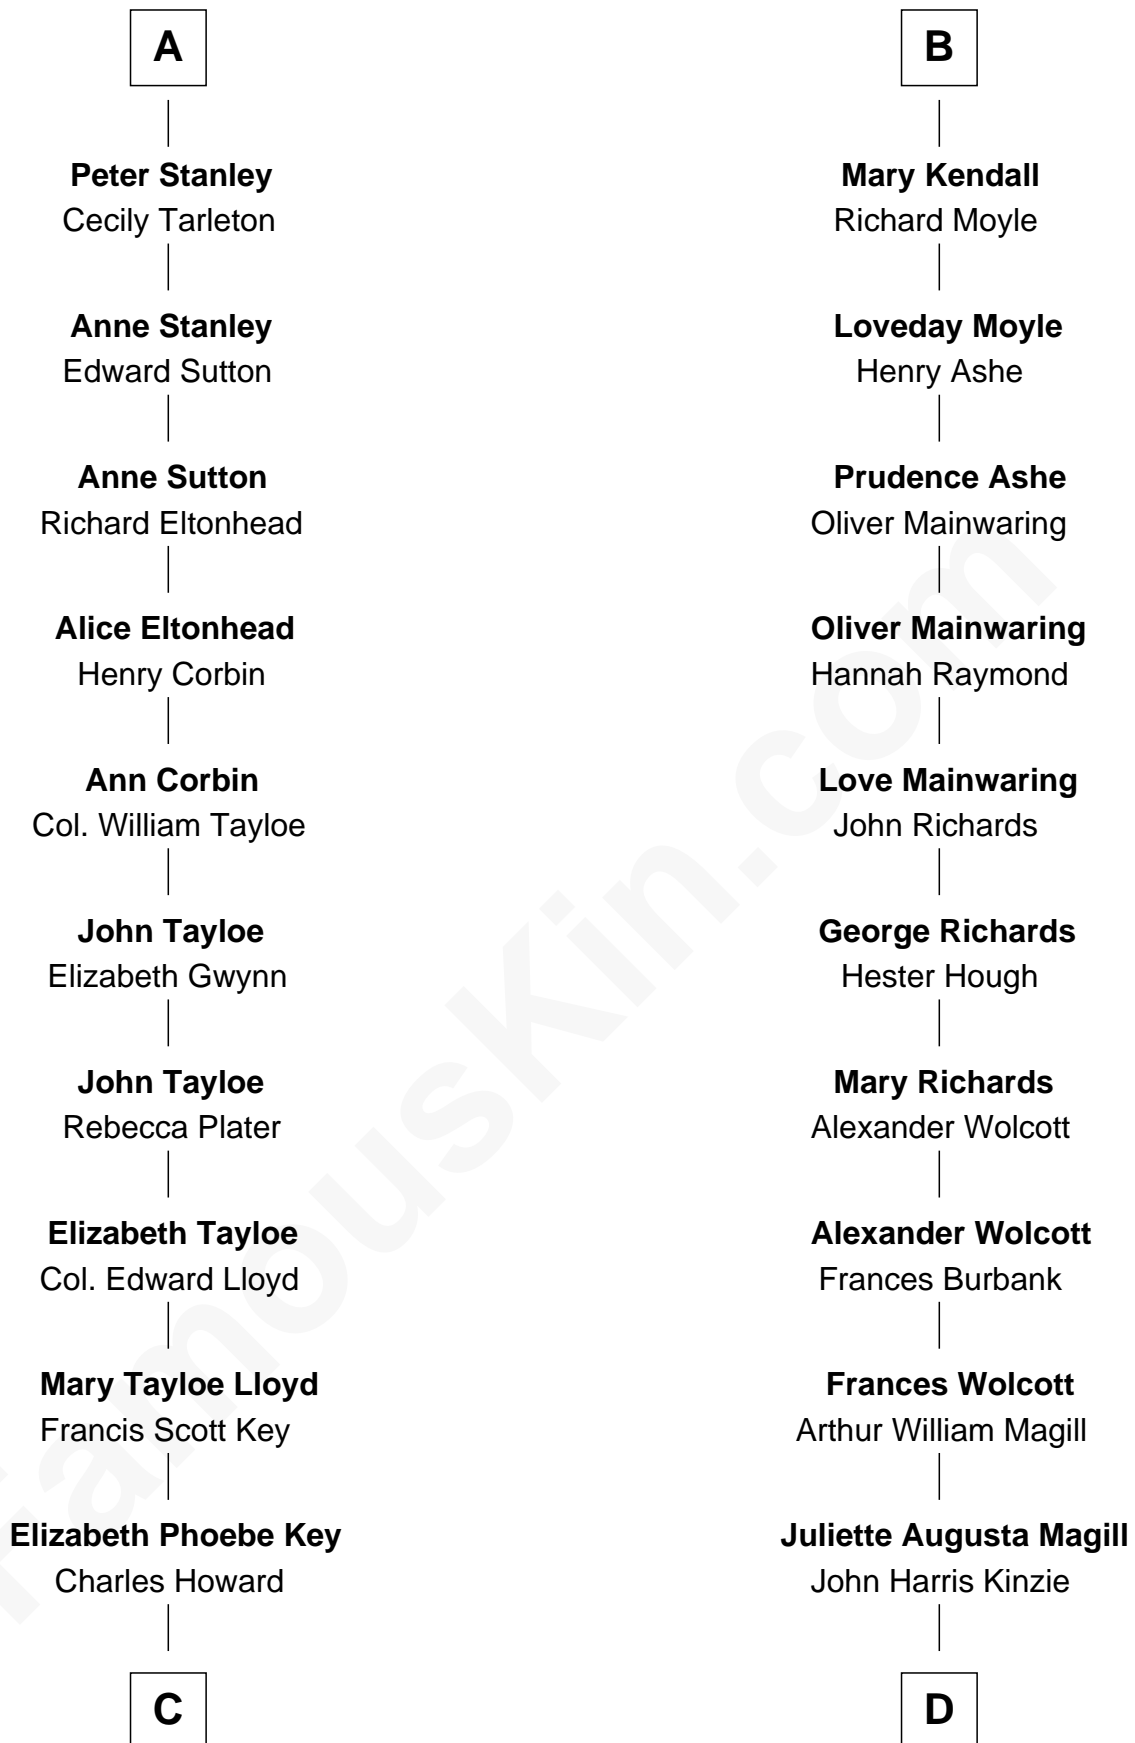 A
Peter Stanley
Cecily Tarleton
Anne Stanley
Edward Sutton
Anne Sutton
Richard Eltonhead
Alice Eltonhead
Henry Corbin
Ann Corbin
Col. William Tayloe
John Tayloe
Elizabeth Gwynn
John Tayloe
Rebecca Plater
Elizabeth Tayloe
Col. Edward Lloyd
Mary Tayloe Lloyd
Francis Scott Key
Elizabeth Phoebe Key
Charles Howard
C
B
Mary Kendall
Richard Moyle
Loveday Moyle
Henry Ashe
Prudence Ashe
Oliver Mainwaring
Oliver Mainwaring
Hannah Raymond
Love Mainwaring
John Richards
George Richards
Hester Hough
Mary Richards
Alexander Wolcott
Alexander Wolcott
Frances Burbank
Frances Wolcott
Arthur William Magill
Juliette Augusta Magill
John Harris Kinzie
D
FamousKin.com